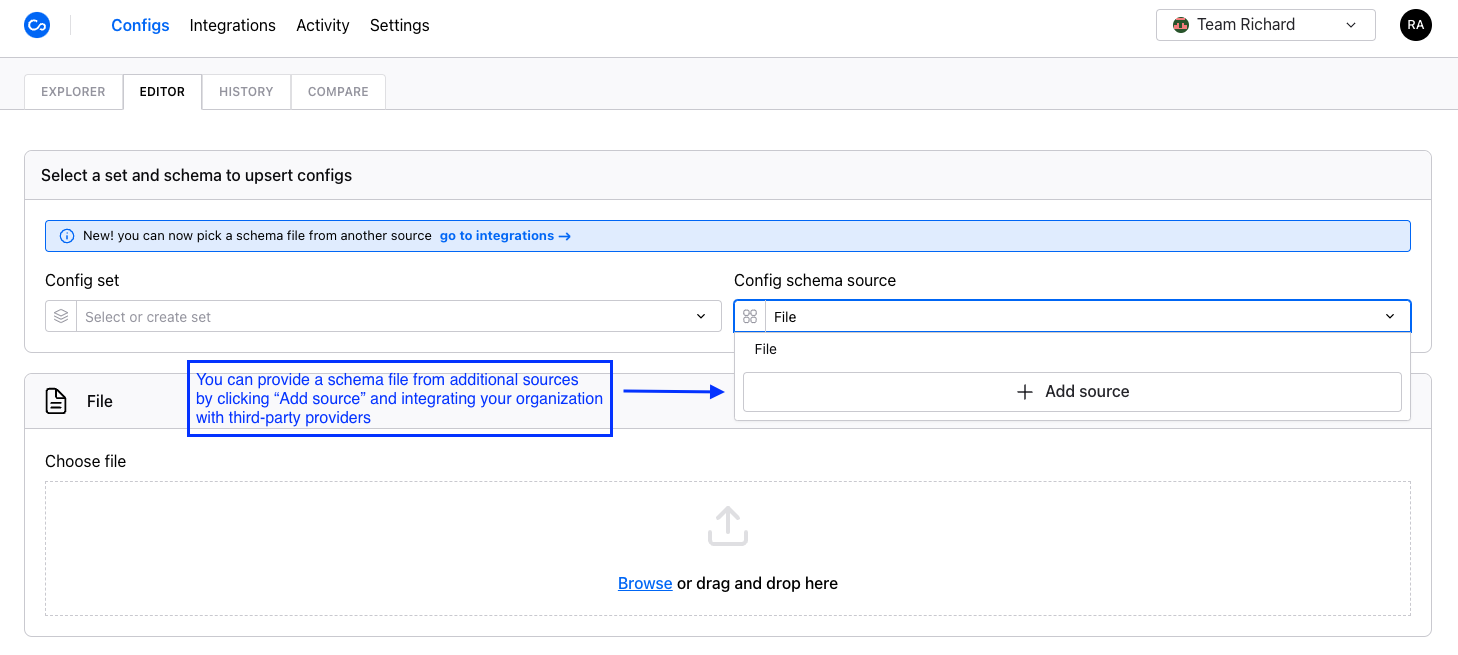 Configs Integrations Activity Settings Team Richard RA
EXPLORER EDITOR HISTORY COMPARE
Select a set and schema to upsert configs
New! you can now pick a schema file from another source go to integrations →
Config set Config schema source
Select or create set File
File
You can provide a schema file from additional sources
by clicking “Add source” and integrating your organization
with third-party providers
Add source
File
Choose file
Browse or drag and drop here